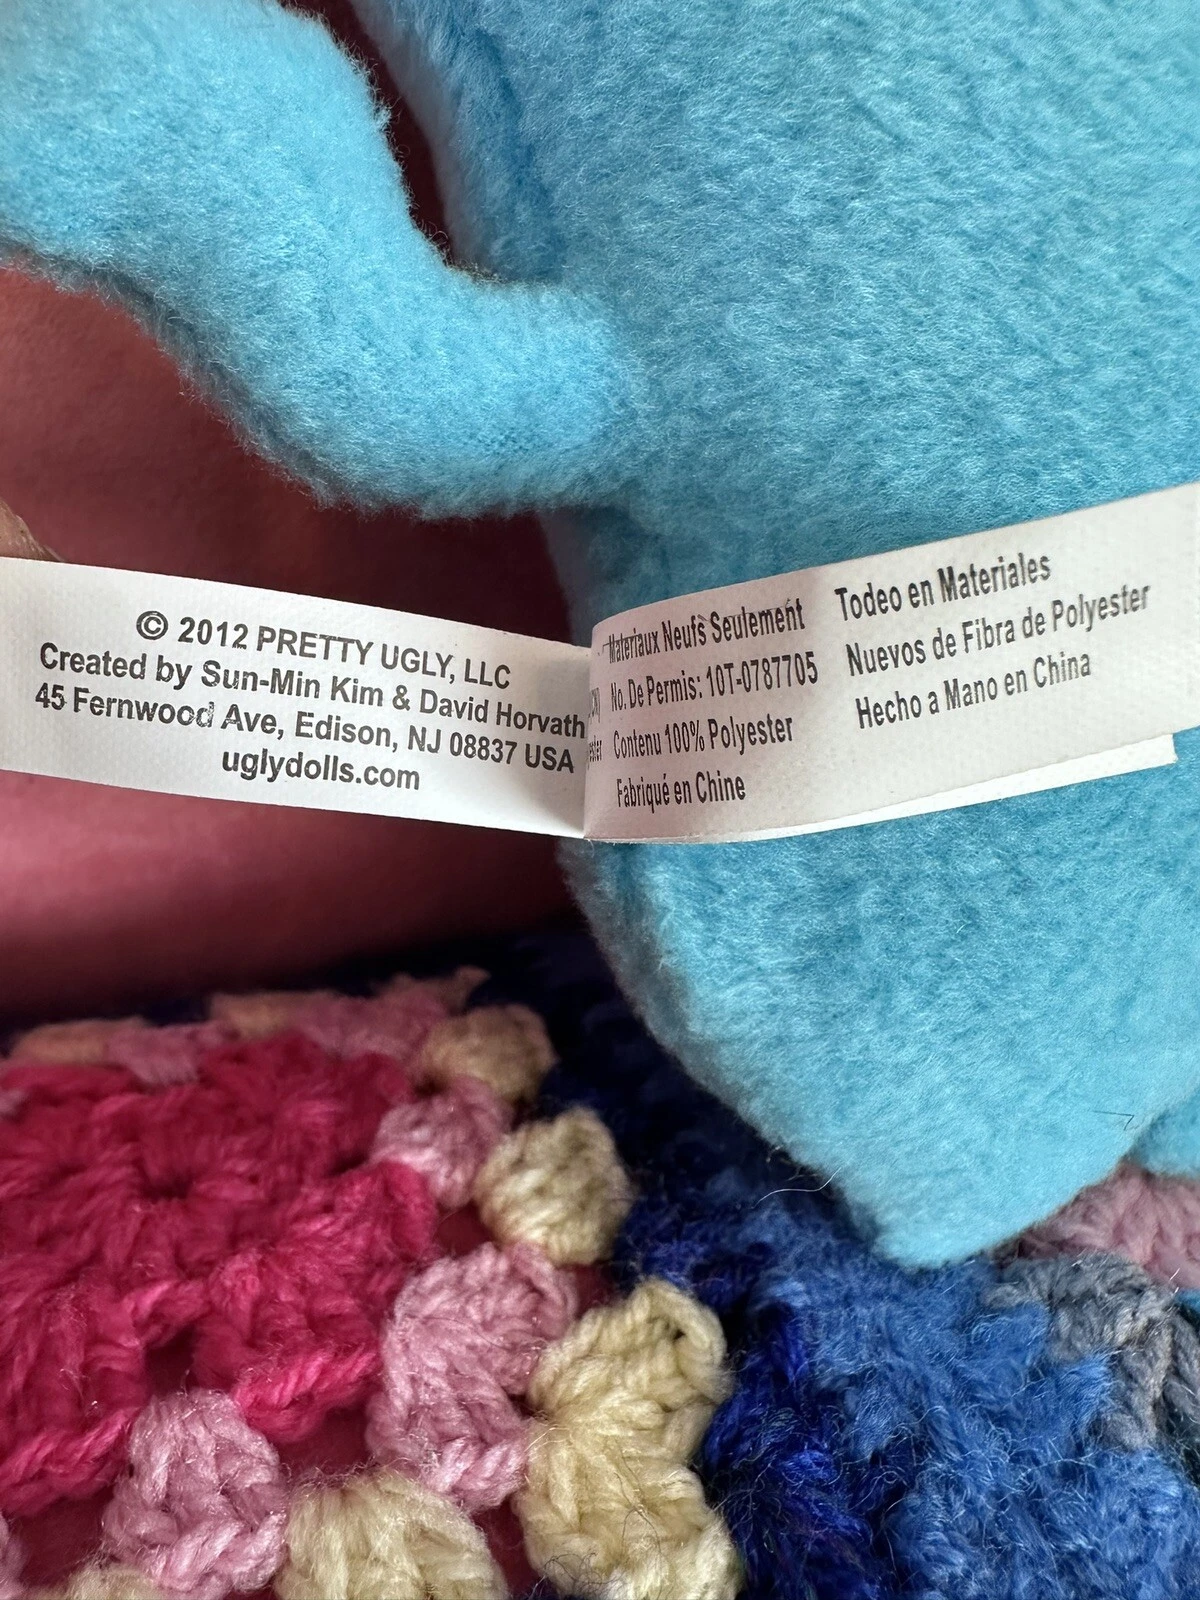 © 2012 PRETTY UGLY, LLC
Created by Sun-Min Kim & David Horvath
45 Fernwood Ave, Edison, NJ 08837 USA
uglydolls.com
Materiaux Neufs Seulement
No. De Permis: 10T-0787705
Contenu 100% Polyester
Fabriqué en Chine
Todeo en Materiales
Nuevos de Fibra de Polyester
Hecho a Mano en China